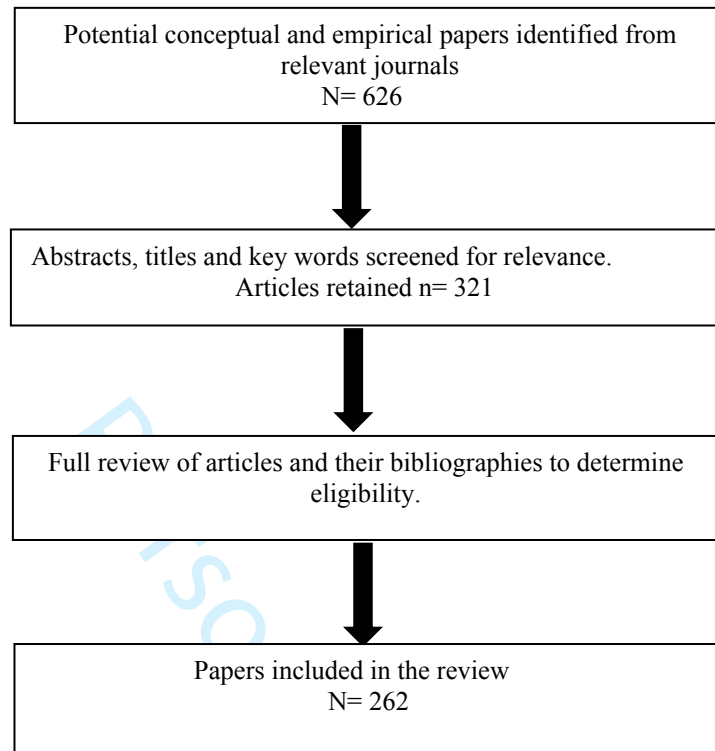 Potential conceptual and empirical papers identified from
relevant journals
N= 626
Abstracts, titles and key words screened for relevance.
Articles retained n= 321
Full review of articles and their bibliographies to determine
eligibility.
Papers included in the review
N= 262